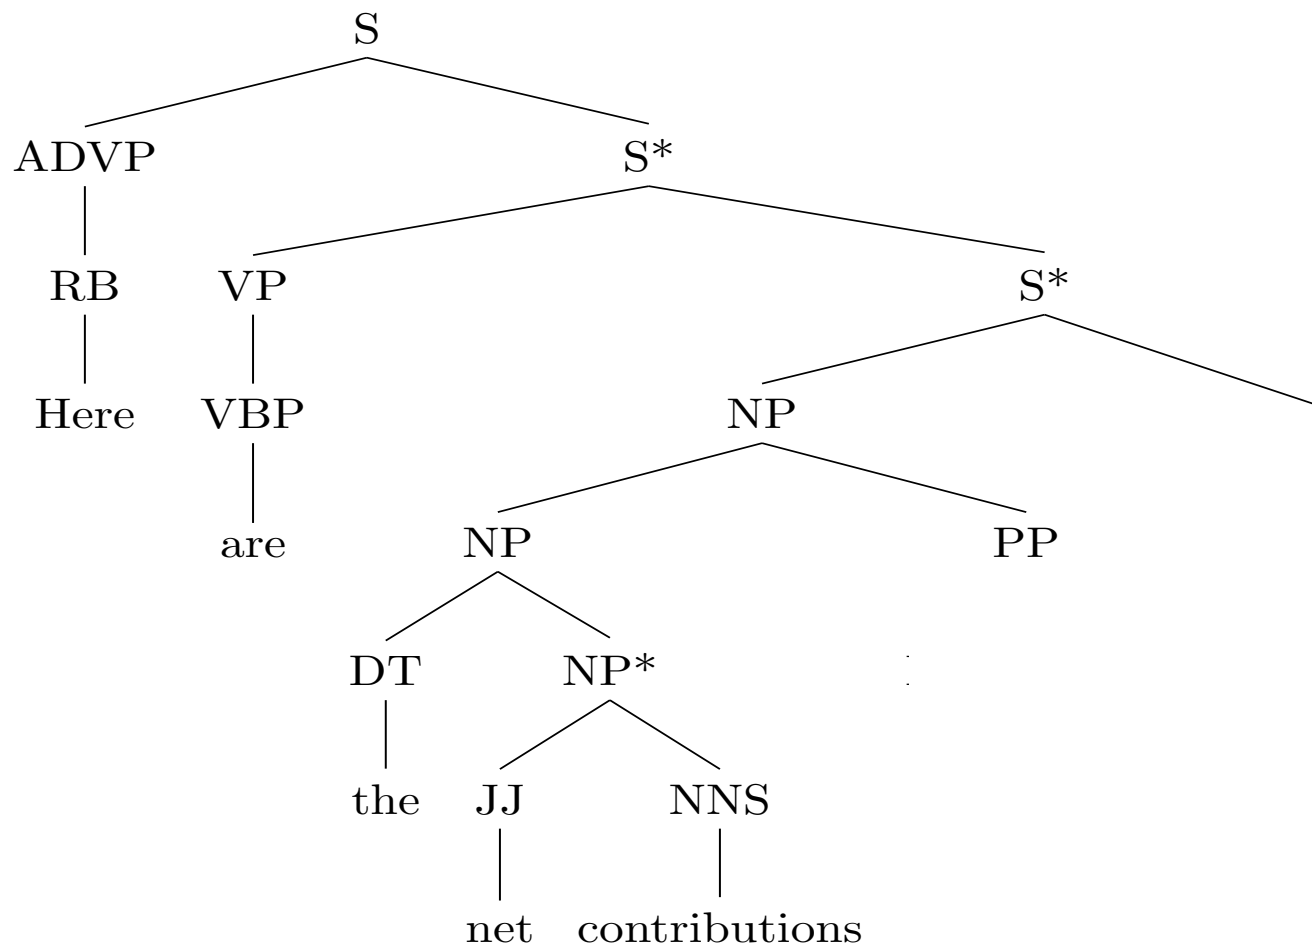 S
ADVP S*
RB VP S*
Here VBP NP
are NP PP
DT NP*
the JJ NNS
net contributions